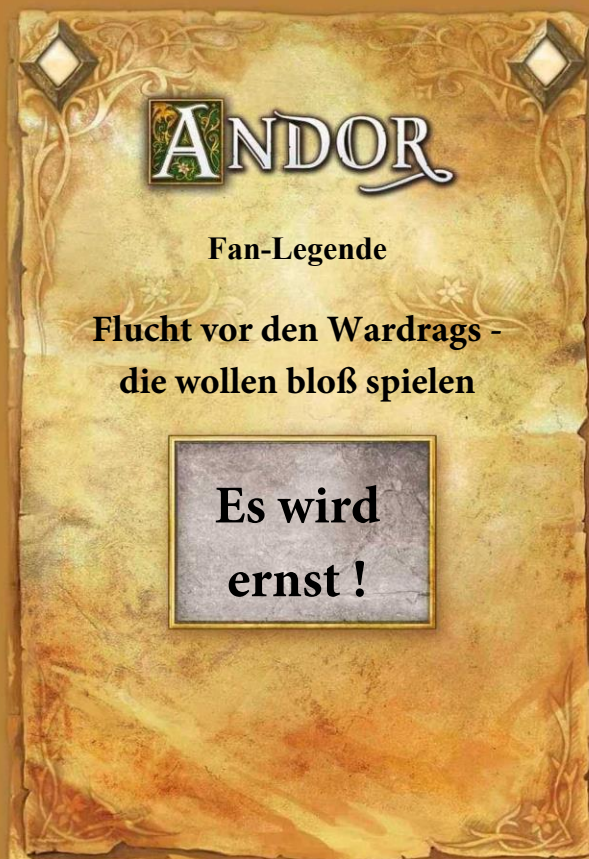 ANDOR
Fan-Legende
Flucht vor den Wardrags -
die wollen bloß spielen
Es wird
ernst !